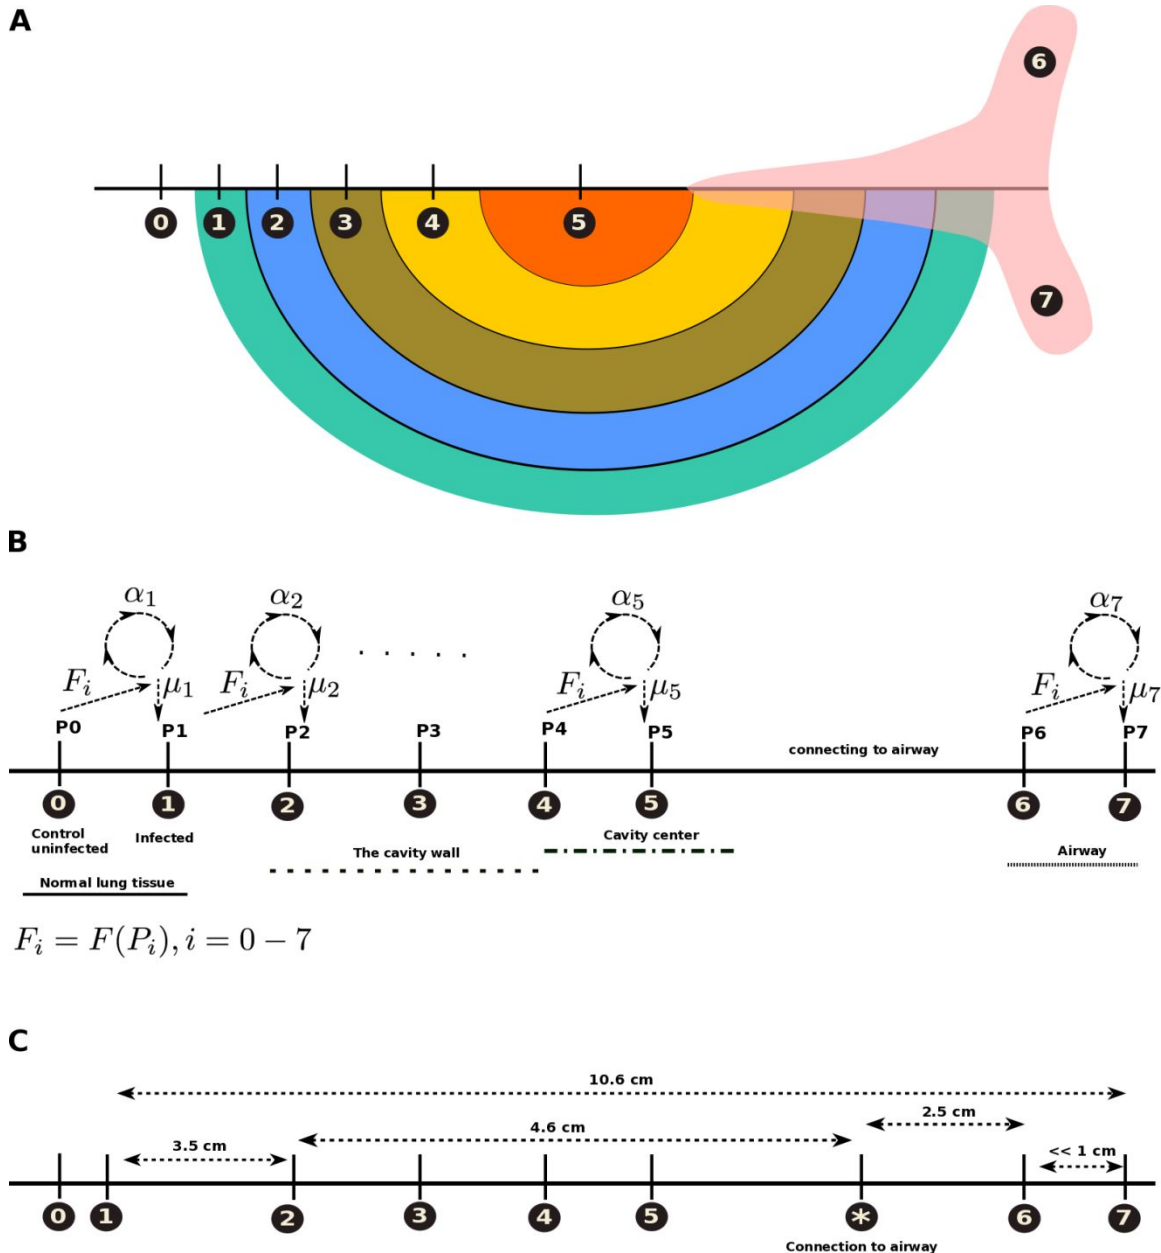 A
6
0 1 2 3 4 5
7
B
α₁ α₂ . . . . . α₅ α₇
Fᵢ μ₁ Fᵢ μ₂ Fᵢ μ₅ Fᵢ μ₇
P0 P1 P2 P3 P4 P5 P6 P7
connecting to airway
0 1 2 3 4 5 6 7
Control uninfected
Infected
The cavity wall
Cavity center
Airway
Normal lung tissue
Fᵢ = F(Pᵢ), i = 0 − 7
C
10.6 cm
2.5 cm
4.6 cm
3.5 cm
<< 1 cm
0 1 2 3 4 5 * 6 7
Connection to airway